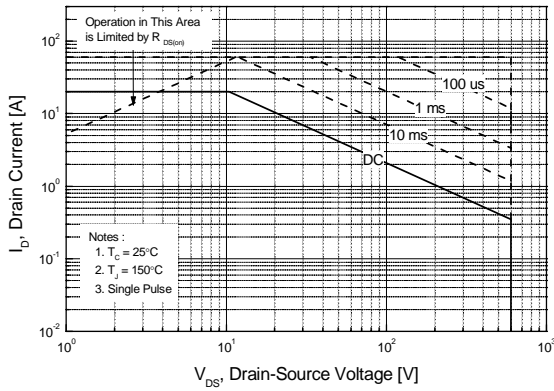 Operation in This Area
is Limited by R DS(on)
10²
10¹
10⁰
10⁻¹
10⁻²
I_D, Drain Current [A]
100 us
1 ms
10 ms
DC
Notes :
1. T_C = 25°C
2. T_J = 150°C
3. Single Pulse
10⁰
10¹
10²
10³
V_DS, Drain-Source Voltage [V]